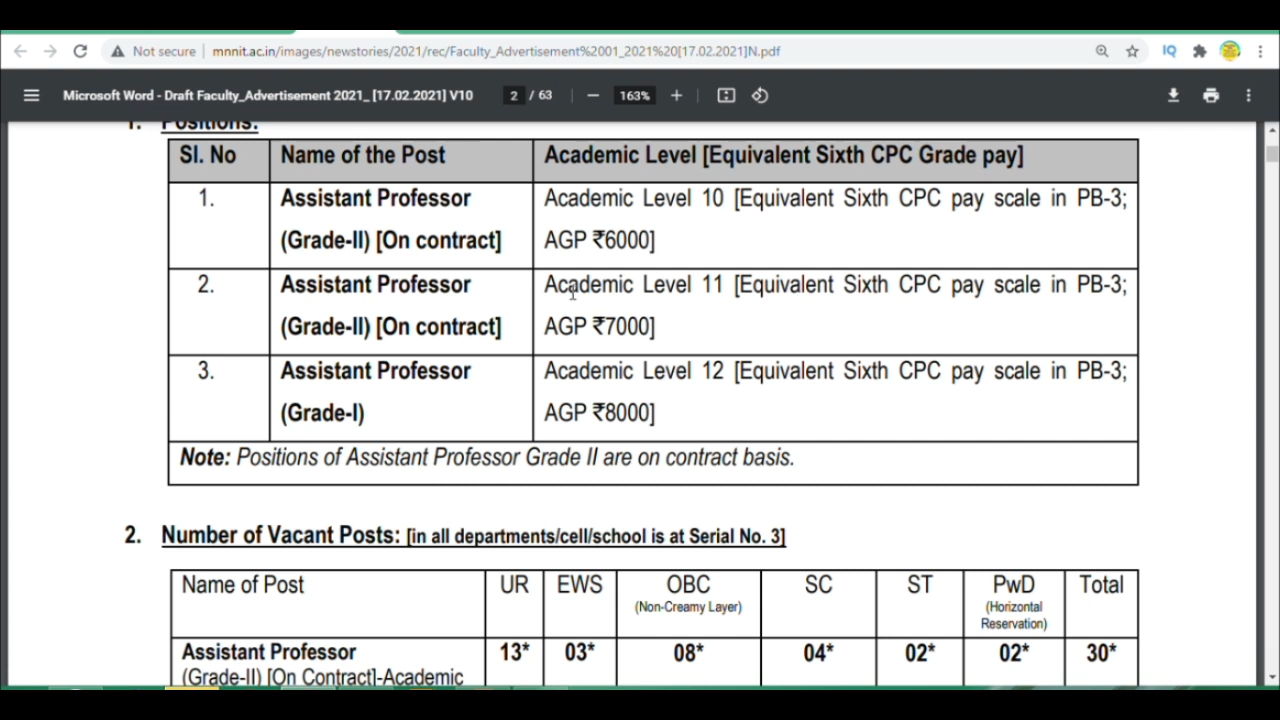 Not secure | mnnit.ac.in/images/newstories/2021/rec/Faculty_Advertisement%2001_2021%20[17.02.2021]N.pdf
IQ
Microsoft Word - Draft Faculty_Advertisement 2021_ [17.02.2021] V10 2 / 63 163%
1. Positions:
Sl. No Name of the Post Academic Level [Equivalent Sixth CPC Grade pay]
1. Assistant Professor Academic Level 10 [Equivalent Sixth CPC pay scale in PB-3;
(Grade-II) [On contract] AGP ₹6000]
2. Assistant Professor Academic Level 11 [Equivalent Sixth CPC pay scale in PB-3;
(Grade-II) [On contract] AGP ₹7000]
3. Assistant Professor Academic Level 12 [Equivalent Sixth CPC pay scale in PB-3;
(Grade-I) AGP ₹8000]
Note: Positions of Assistant Professor Grade II are on contract basis.
2. Number of Vacant Posts: [in all departments/cell/school is at Serial No. 3]
Name of Post UR EWS OBC SC ST PwD Total
(Non-Creamy Layer) (Horizontal
Reservation)
Assistant Professor 13* 03* 08* 04* 02* 02* 30*
(Grade-II) [On Contract]-Academic